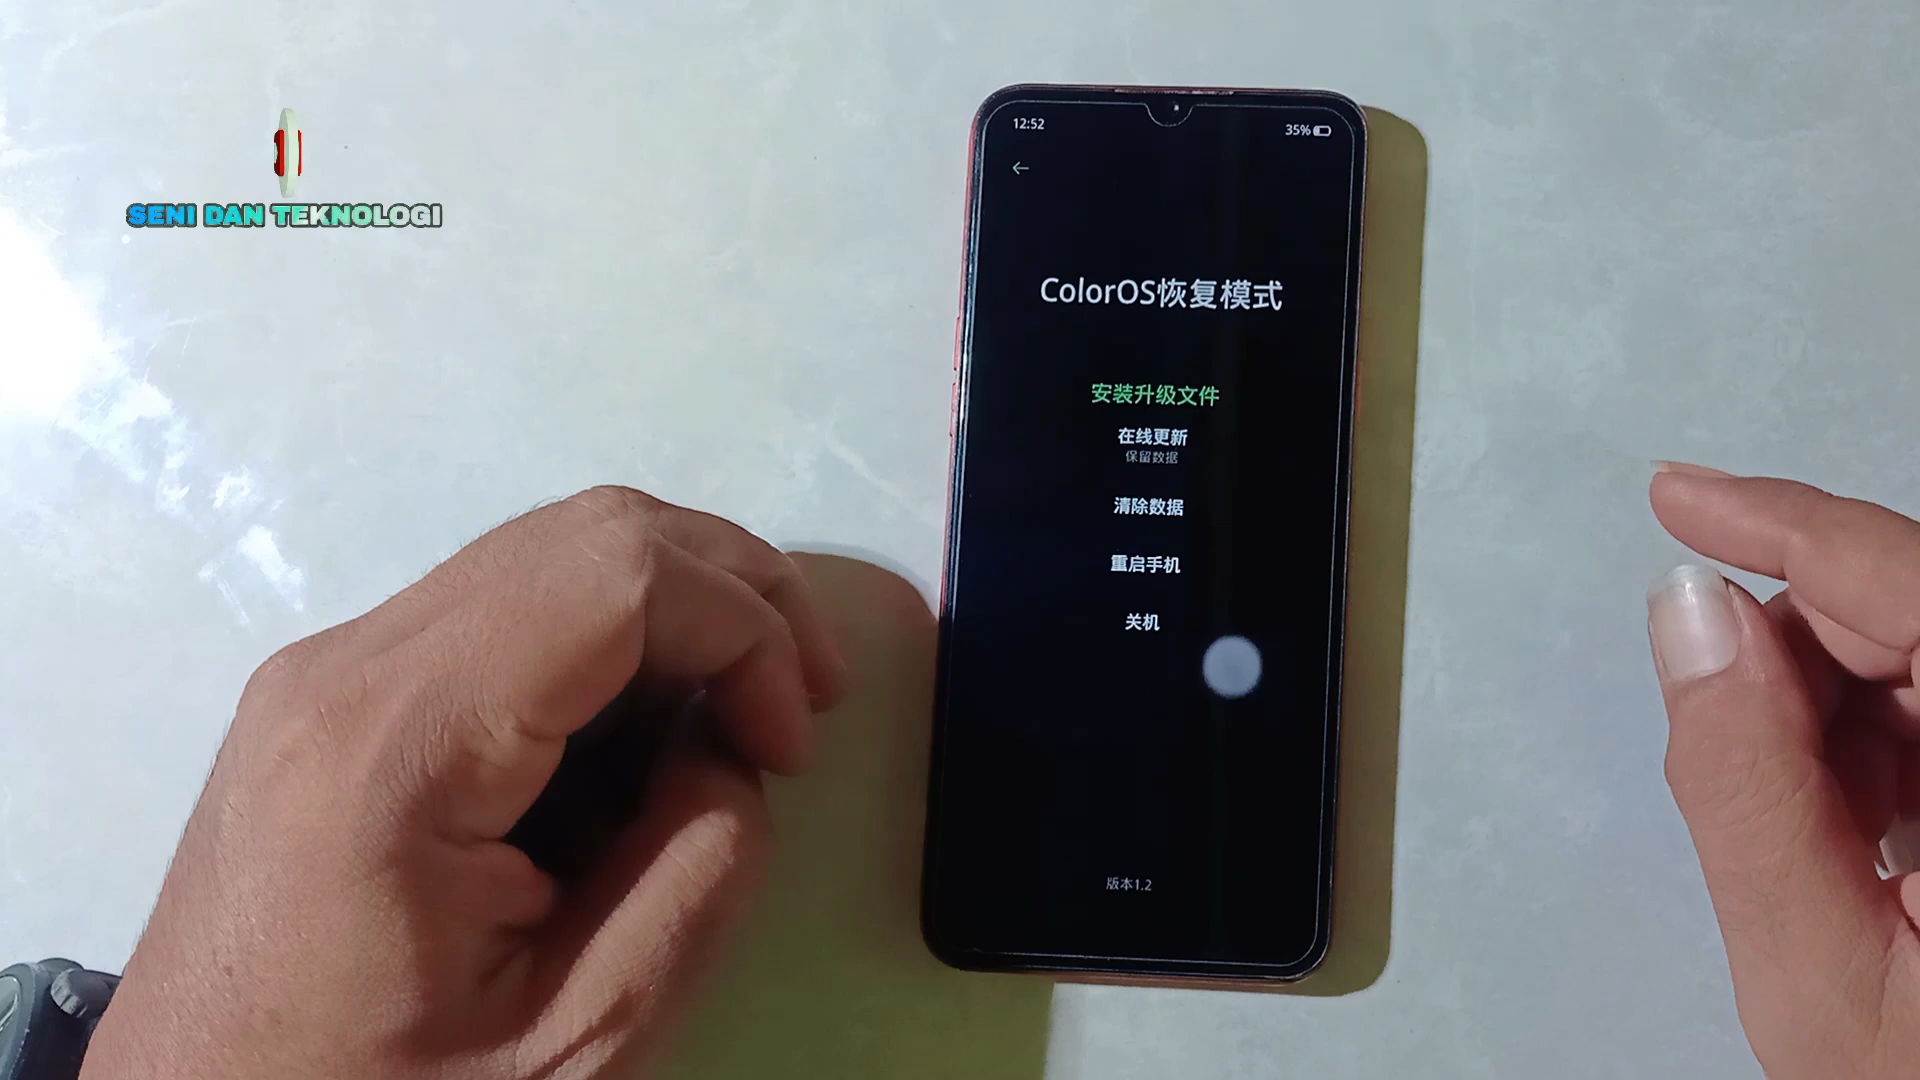 SENI DAN TEKNOLOGI
12:52
35%
ColorOS恢复模式
安装升级文件
在线更新
保留数据
清除数据
重启手机
关机
版本1.2